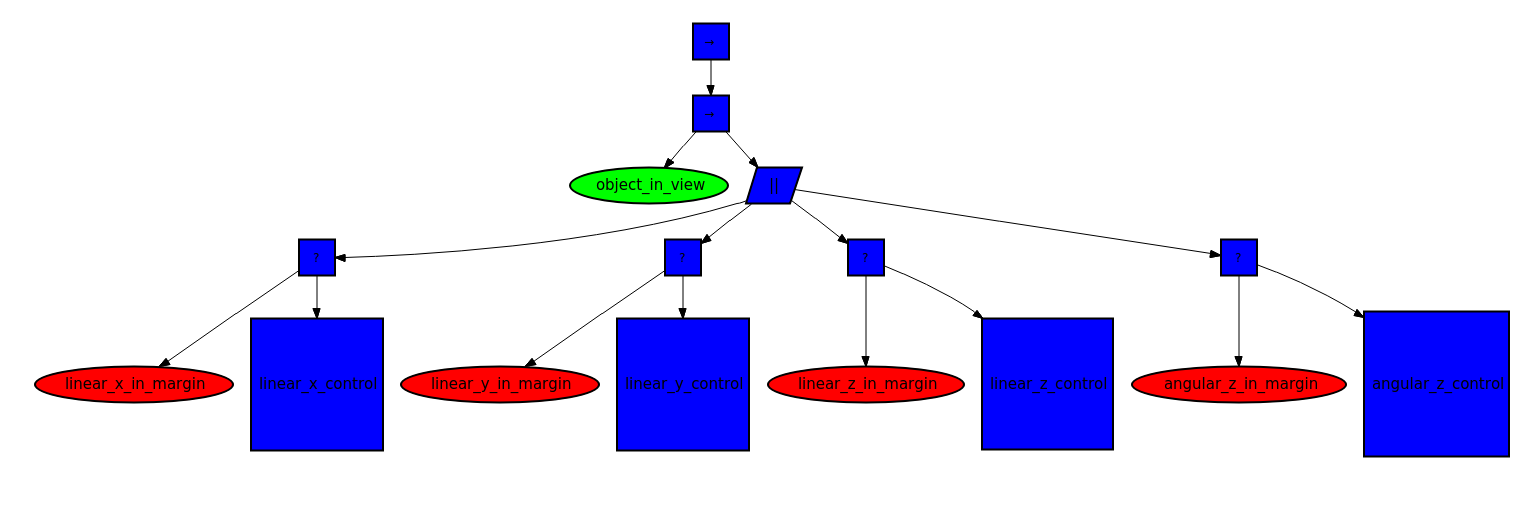 →
→
object_in_view
||
?
?
?
?
linear_x_in_margin
linear_x_control
linear_y_in_margin
linear_y_control
linear_z_in_margin
linear_z_control
angular_z_in_margin
angular_z_control